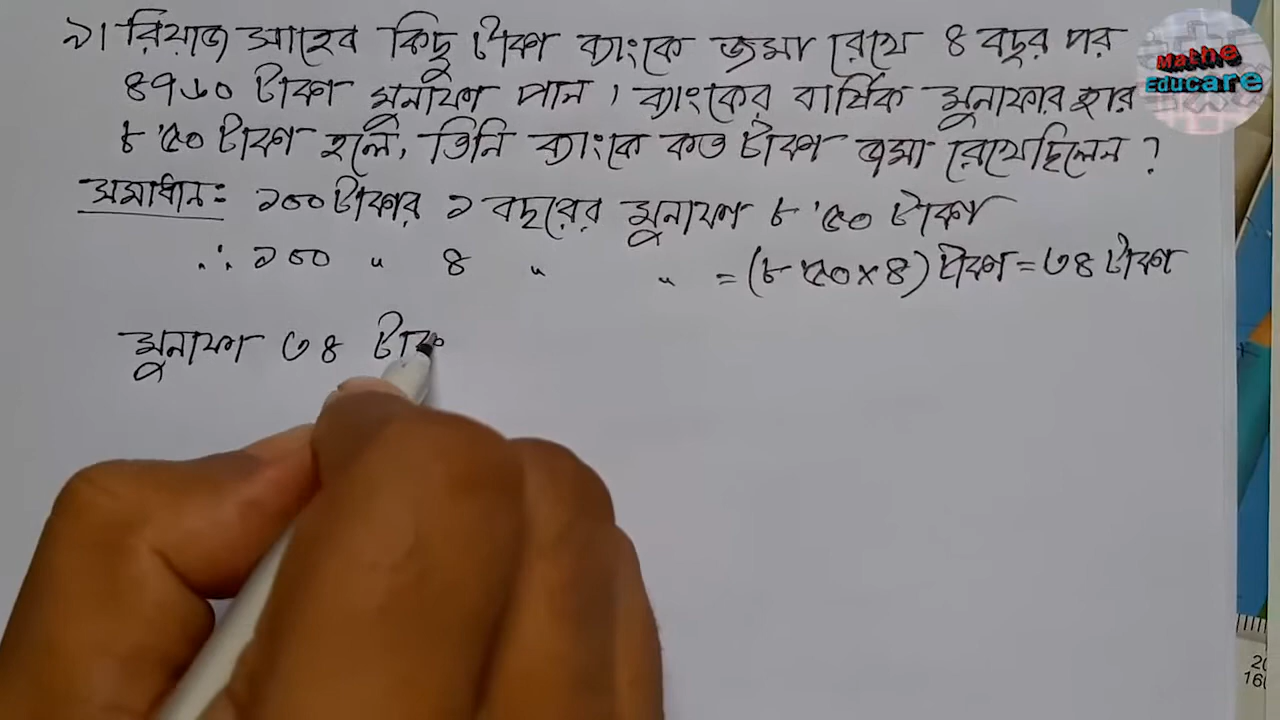 ৯। রিয়াজ সাহেব কিছু টাকা ব্যাংকে জমা রেখে ৪ বছর পর
৪৭৬০ টাকা মুনাফা পান। ব্যাংকের বার্ষিক মুনাফার হার
৮.৫০ টাকা হলে, তিনি ব্যাংকে কত টাকা জমা রেখেছিলেন ?
সমাধান: ১০০ টাকার ১ বছরের মুনাফা ৮.৫০ টাকা
∴ ১০০ " ৪ " " = (৮.৫০×৪) টাকা = ৩৪ টাকা
মুনাফা ৩৪ টাক
Mathe
Educare